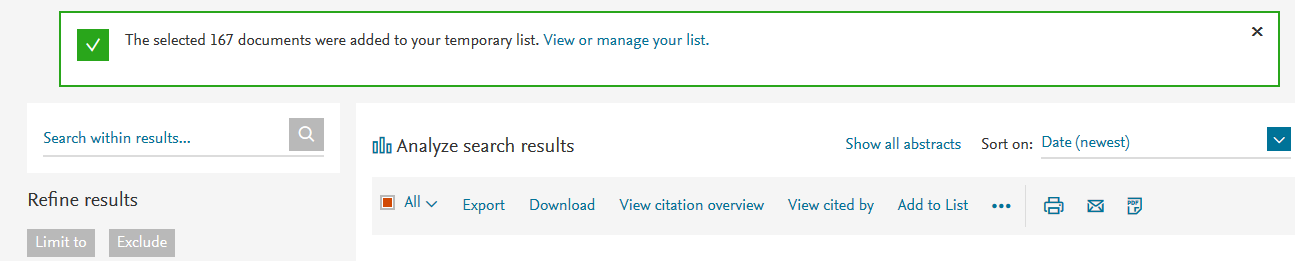 The selected 167 documents were added to your temporary list. View or manage your list.
Search within results...
Analyze search results
Show all abstracts
Sort on:
Date (newest)
Refine results
All
Export
Download
View citation overview
View cited by
Add to List
•••
PDF
Limit to
Exclude